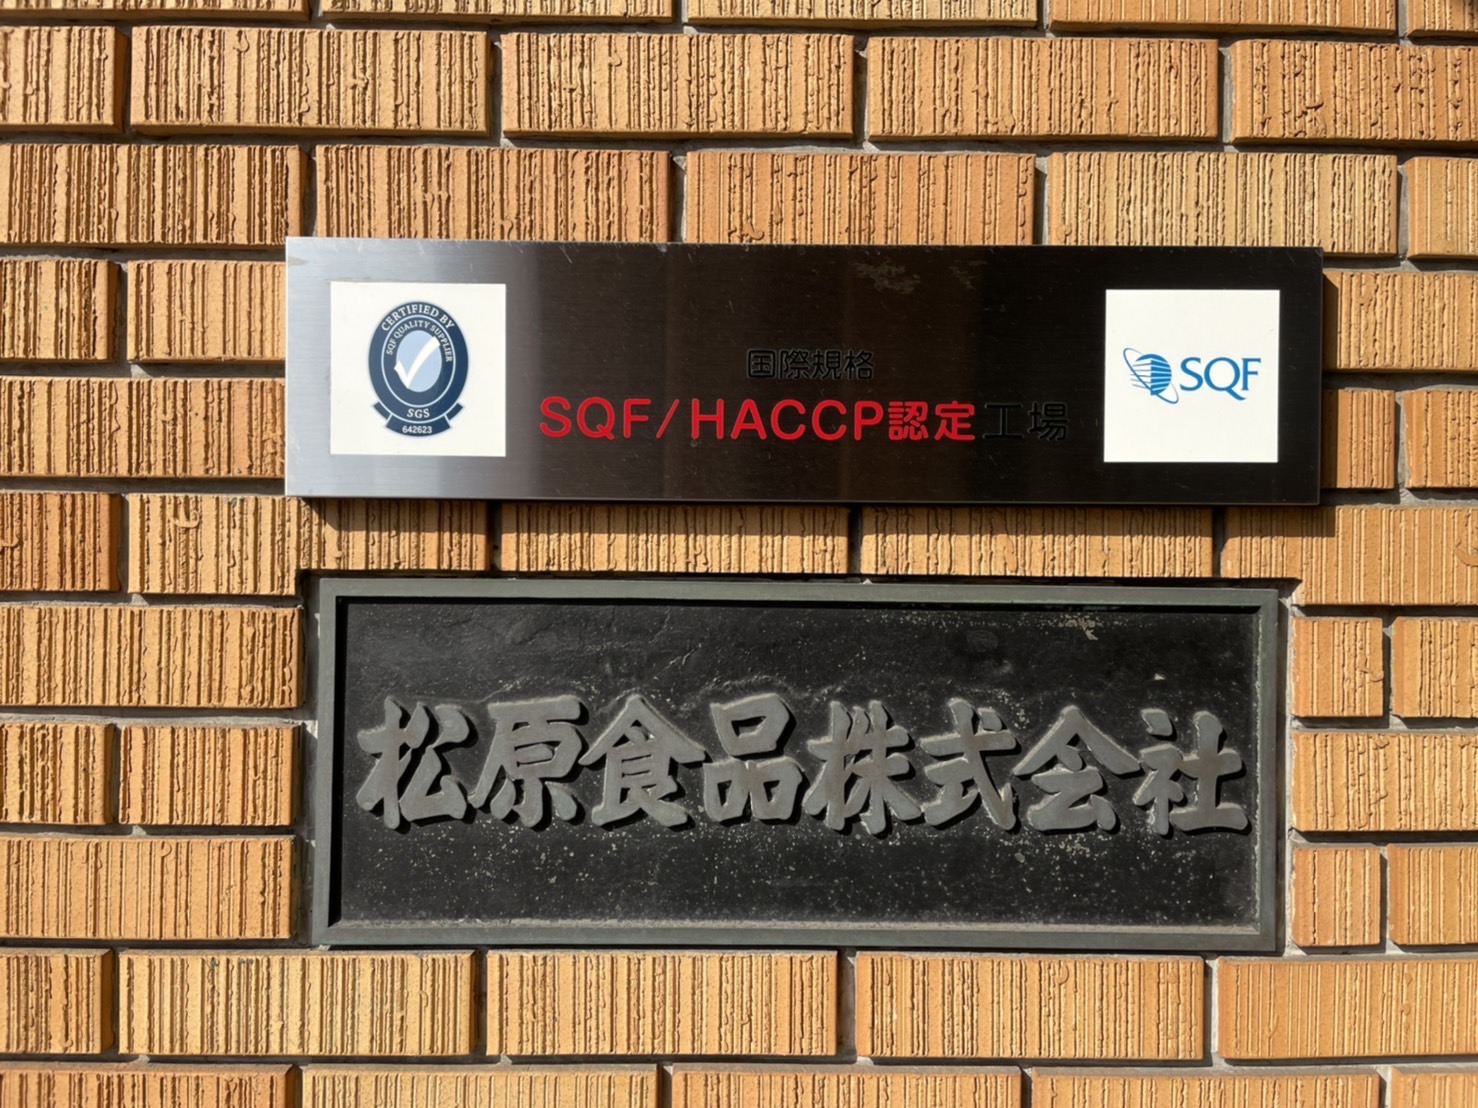 CERTIFIED BY
SQF QUALITY SUPPLIER
SGS
642623
国際規格
SQF/HACCP認定工場
SQF
松原食品株式会社